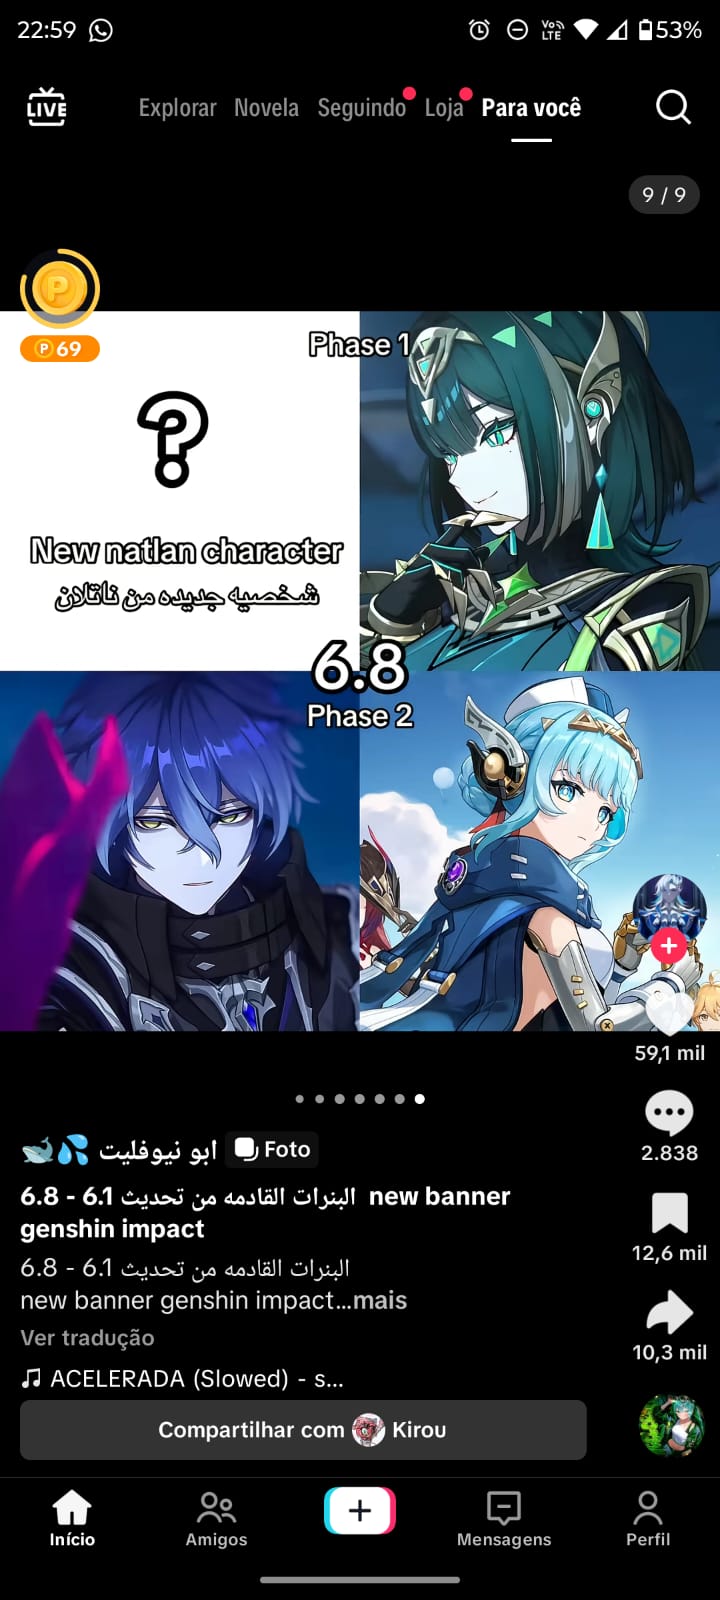 22:59
Vo))
LTE
53%
LIVE
Explorar Novela Seguindo Loja Para você
9 / 9
P
P 69
Phase 1
?
New natlan character
شخصيه جديده من ناتلان
6.8
Phase 2
59,1 mil
2.838
12,6 mil
10,3 mil
ابو نيوفليت
Foto
البنرات القادمه من تحديث 6.1 - 6.8 new banner
genshin impact
البنرات القادمه من تحديث 6.1 - 6.8
new banner genshin impact...mais
Ver tradução
ACELERADA (Slowed) - s...
Compartilhar com Kirou
Início
Amigos
Mensagens
Perfil